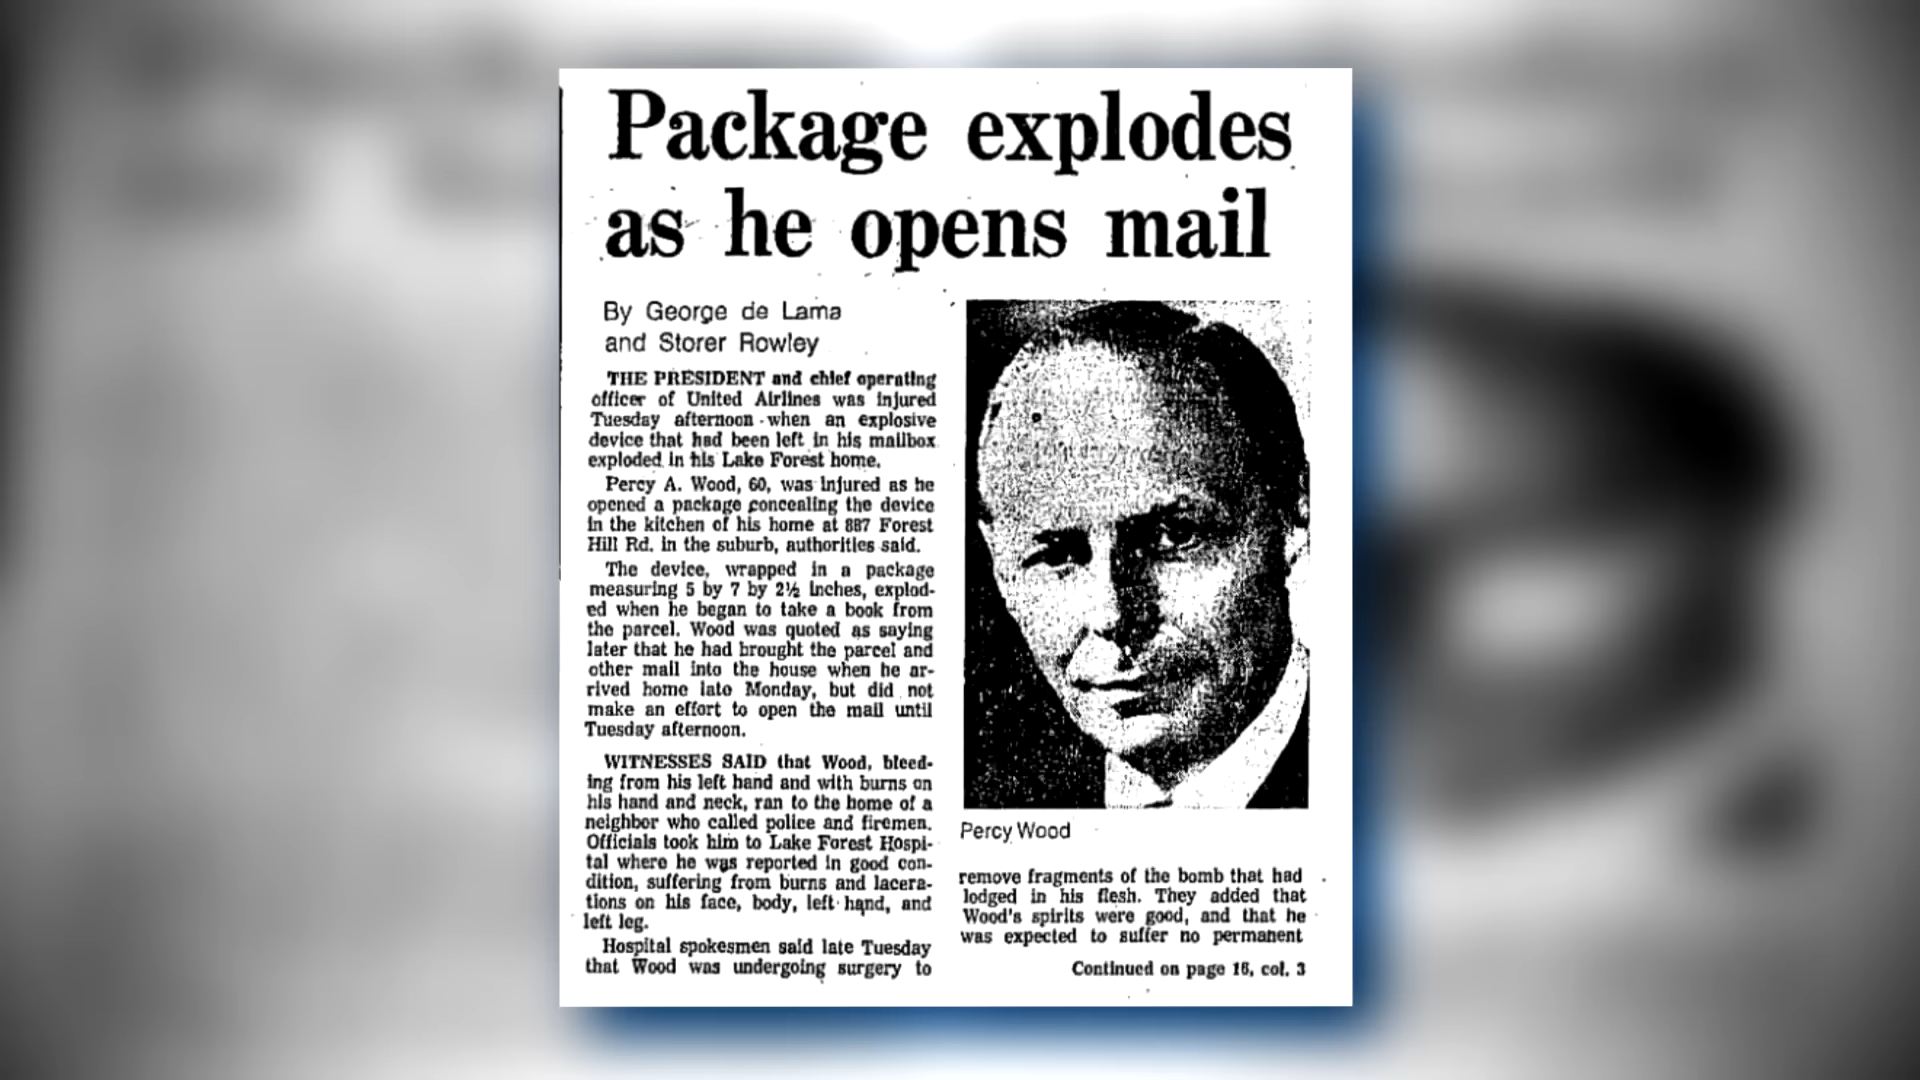 Package explodes
as he opens mail
By George de Lama
and Storer Rowley
THE PRESIDENT and chief operating
officer of United Airlines was injured
Tuesday afternoon when an explosive
device that had been left in his mailbox
exploded in his Lake Forest home.
Percy A. Wood, 60, was injured as he
opened a package concealing the device
in the kitchen of his home at 887 Forest
Hill Rd. in the suburb, authorities said.
The device, wrapped in a package
measuring 5 by 7 by 2½ inches, explod-
ed when he began to take a book from
the parcel. Wood was quoted as saying
later that he had brought the parcel and
other mail into the house when he ar-
rived home late Monday, but did not
make an effort to open the mail until
Tuesday afternoon.
WITNESSES SAID that Wood, bleed-
ing from his left hand and with burns on
his hand and neck, ran to the home of a
neighbor who called police and firemen.
Officials took him to Lake Forest Hospi-
tal where he was reported in good con-
dition, suffering from burns and lacera-
tions on his face, body, left hand, and
left leg.
Hospital spokesmen said late Tuesday
that Wood was undergoing surgery to
Percy Wood
remove fragments of the bomb that had
lodged in his flesh. They added that
Wood's spirits were good, and that he
was expected to suffer no permanent
Continued on page 16, col. 3